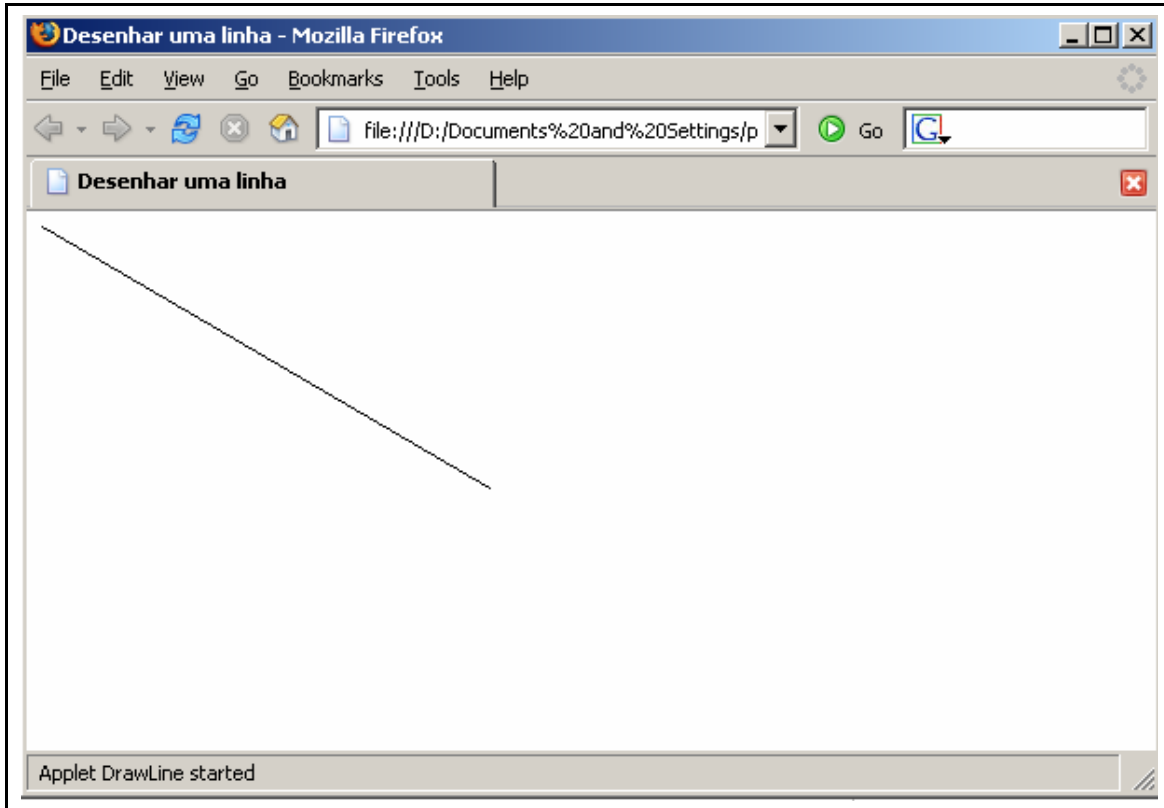 Desenhar uma linha - Mozilla Firefox
File Edit View Go Bookmarks Tools Help
file:///D:/Documents%20and%20Settings/p Go G
Desenhar uma linha
Applet DrawLine started